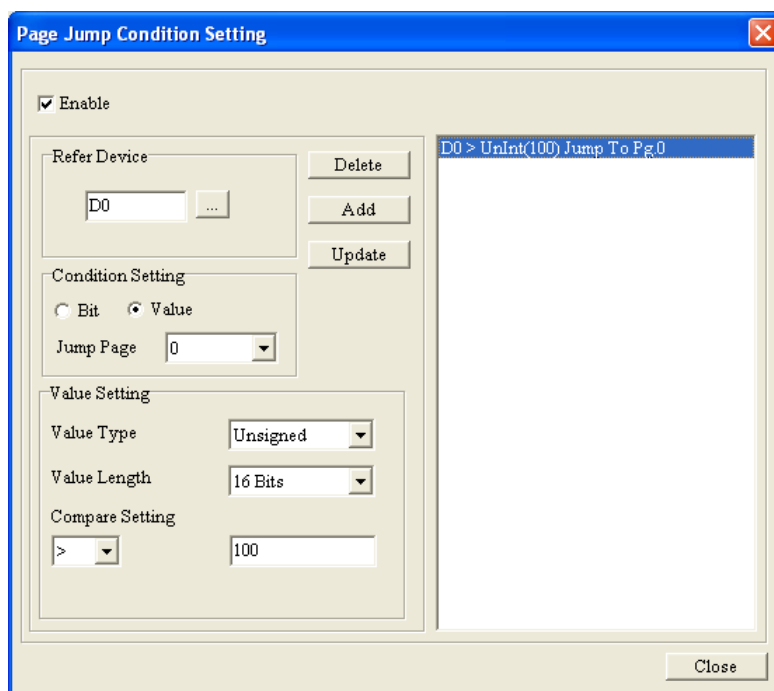 Page Jump Condition Setting
Enable
Refer Device
D0
...
Delete
Add
Update
Condition Setting
Bit
Value
Jump Page
0
Value Setting
Value Type
Unsigned
Value Length
16 Bits
Compare Setting
>
100
D0 > UnInt(100) Jump To Pg.0
Close